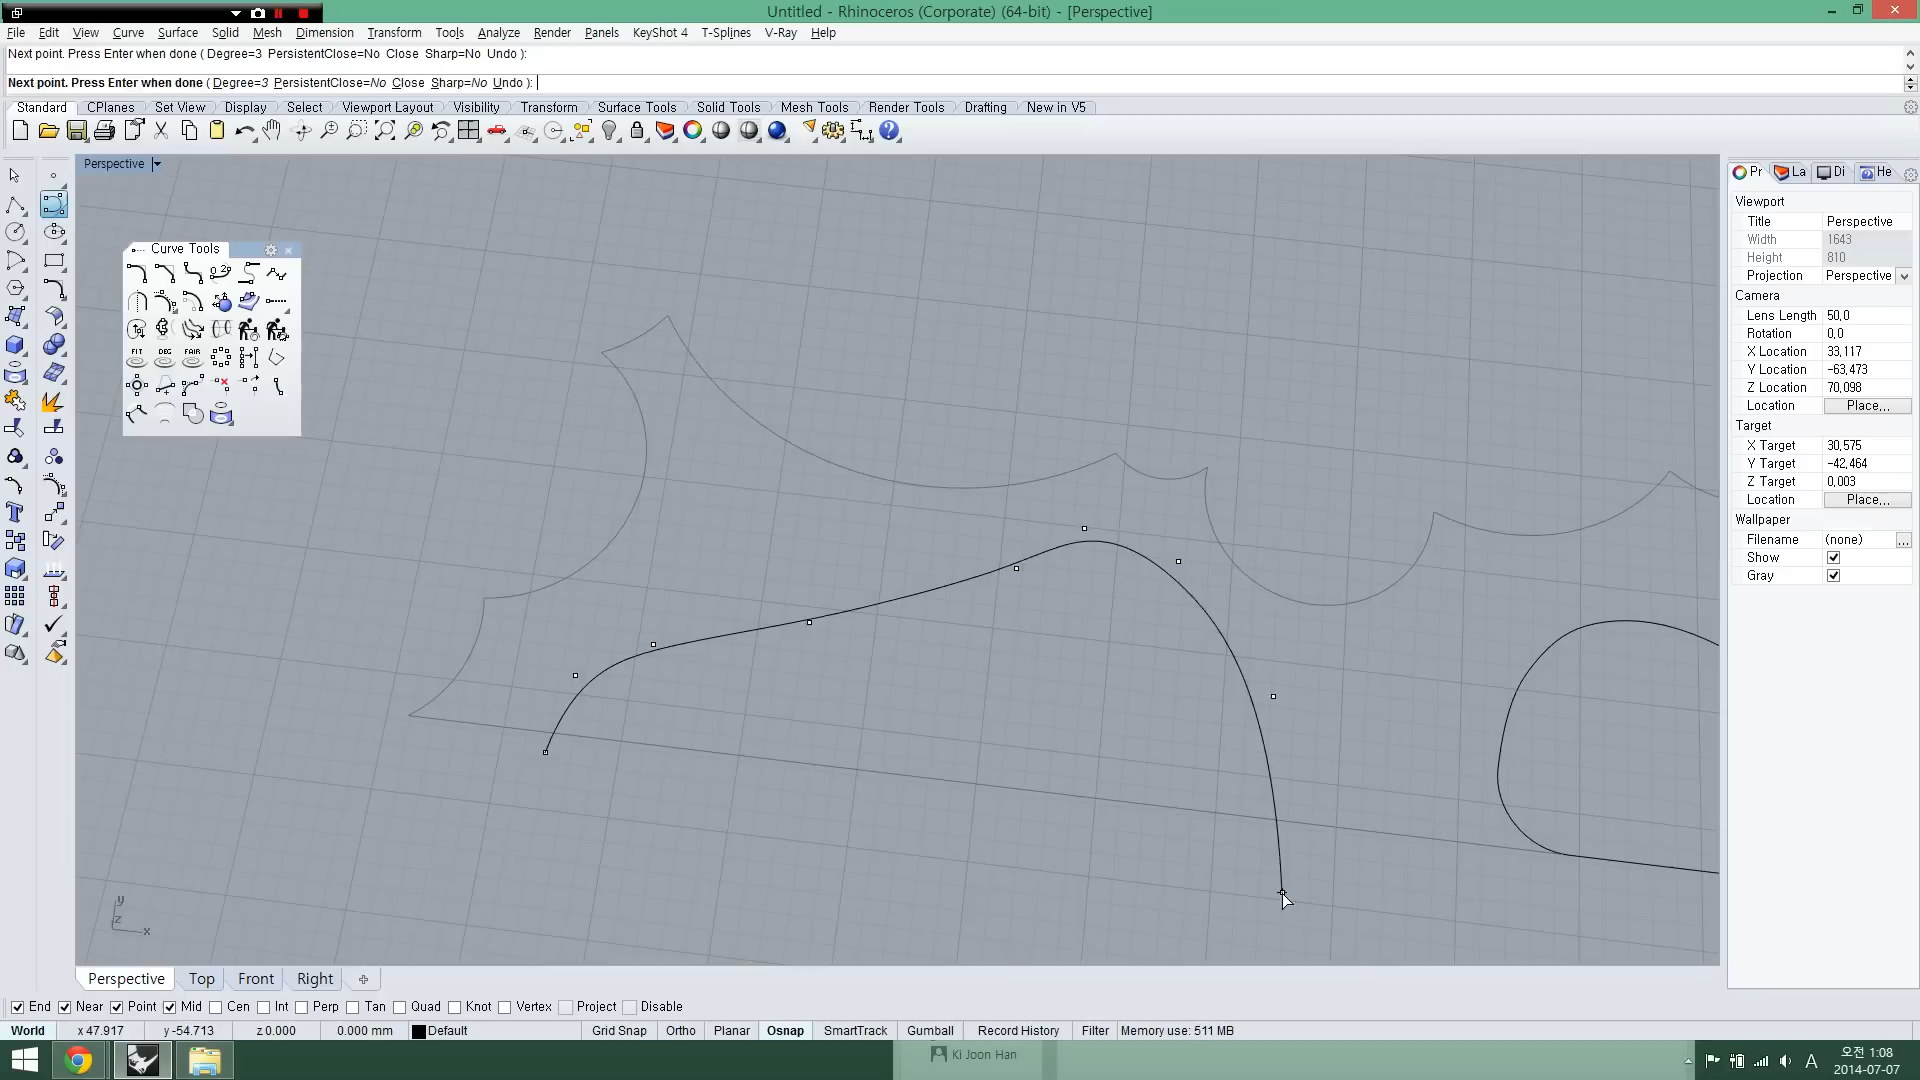 Untitled - Rhinoceros (Corporate) (64-bit) - [Perspective]
File Edit View Curve Surface Solid Mesh Dimension Transform Tools Analyze Render Panels KeyShot 4 T-Splines V-Ray Help
Next point. Press Enter when done ( Degree=3 PersistentClose=No Close Sharp=No Undo ):
Next point. Press Enter when done ( Degree=3 PersistentClose=No Close Sharp=No Undo ):
Standard CPlanes Set View Display Select Viewport Layout Visibility Transform Surface Tools Solid Tools Mesh Tools Render Tools Drafting New in V5
Perspective
Curve Tools
FIT DEG FAIR
Pr La Di He
Viewport
Title Perspective
Width 1643
Height 810
Projection Perspective
Camera
Lens Length 50,0
Rotation 0,0
X Location 33,117
Y Location -63,473
Z Location 70,098
Location Place...
Target
X Target 30,575
Y Target -42,464
Z Target 0,003
Location Place...
Wallpaper
Filename (none) ...
Show
Gray
y
z
x
Perspective Top Front Right
End Near Point Mid Cen Int Perp Tan Quad Knot Vertex Project Disable
World x 47.917 y -54.713 z 0.000 0.000 mm Default Grid Snap Ortho Planar Osnap SmartTrack Gumball Record History Filter Memory use: 511 MB
Ki Joon Han
A
오전 1:08
2014-07-07